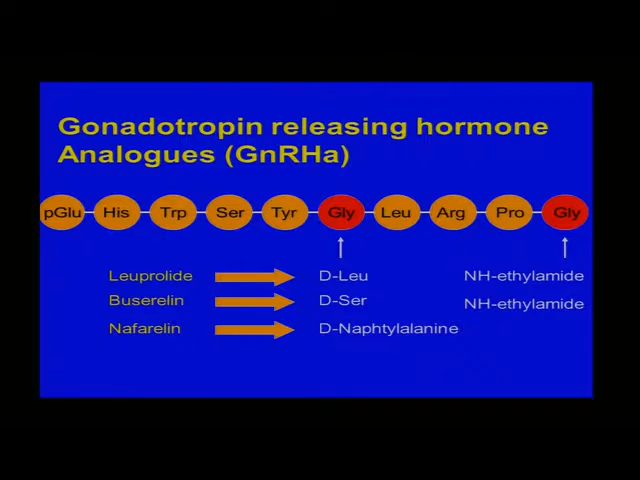 Gonadotropin releasing hormone
Analogues (GnRHa)
pGlu His Trp Ser Tyr Gly Leu Arg Pro Gly
Leuprolide D-Leu NH-ethylamide
Buserelin D-Ser NH-ethylamide
Nafarelin D-Naphtylalanine